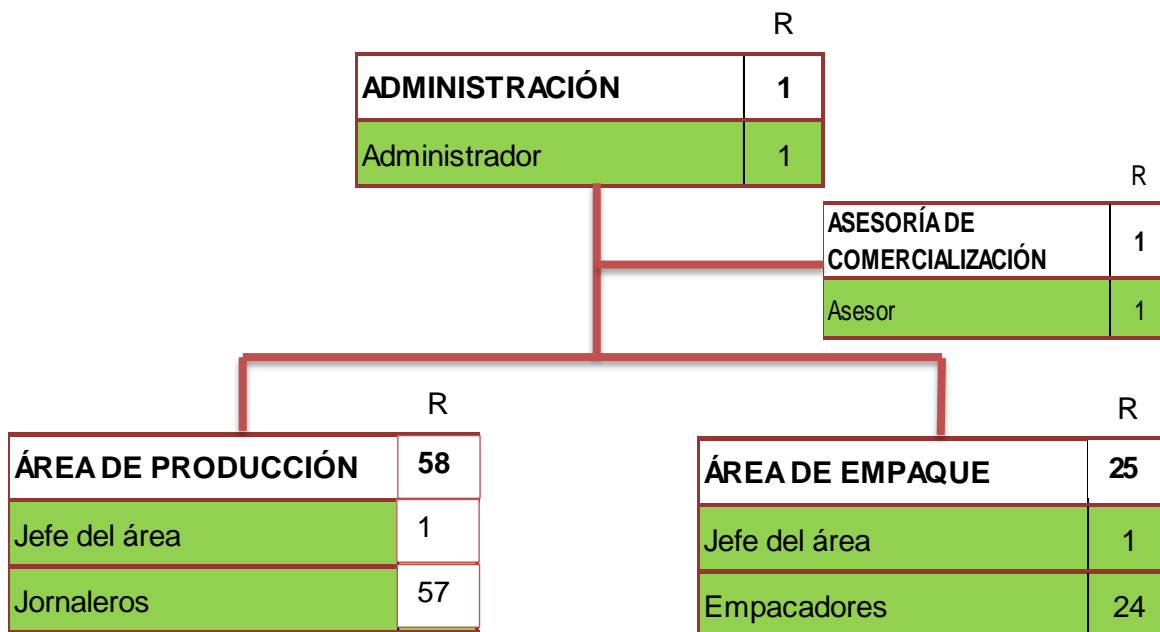 R
ADMINISTRACIÓN 1
Administrador 1
R
ASESORÍA DE
COMERCIALIZACIÓN 1
Asesor 1
R
ÁREA DE PRODUCCIÓN 58
Jefe del área 1
Jornaleros 57
R
ÁREA DE EMPAQUE 25
Jefe del área 1
Empacadores 24